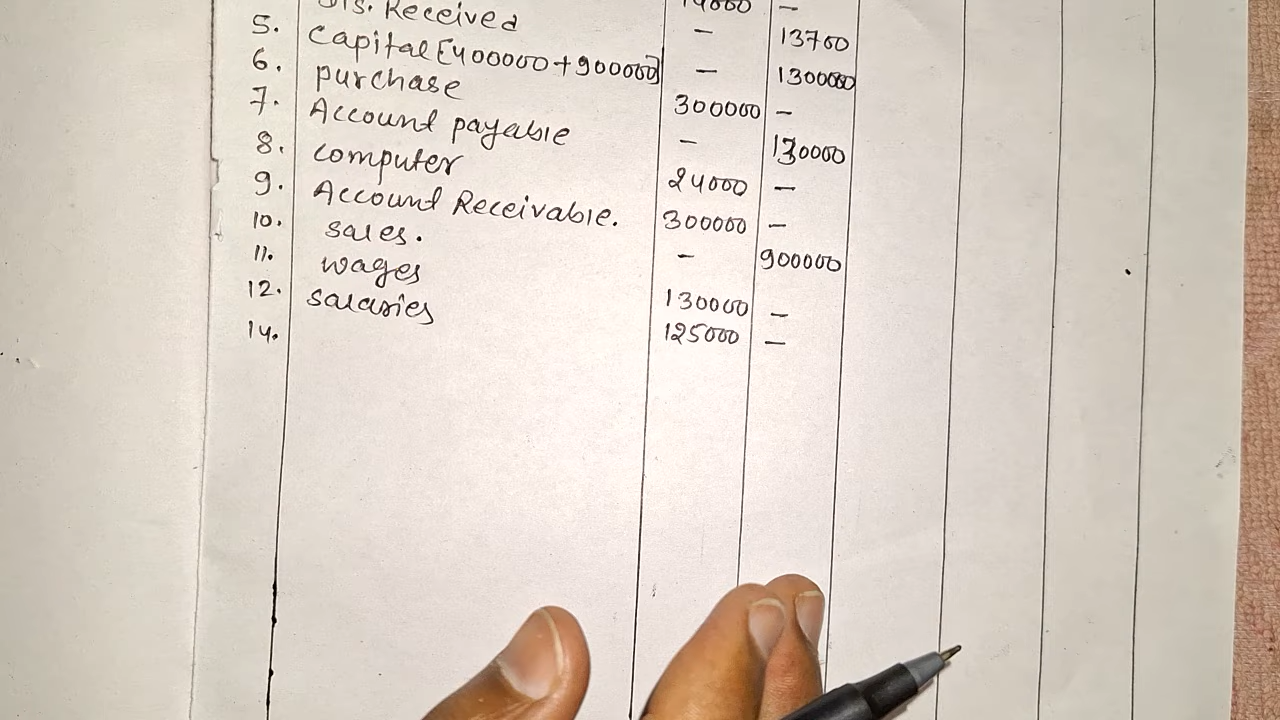 Dis. Received 14000 –
5. Capital [400000+900000] – 13700
6. purchase – 1300000
7. Account payable 300000 –
8. computer – 130000
9. Account Receivable. 24000 –
10. sales. 300000 –
11. wages – 900000
12. salaries 130000 –
14. 125000 –